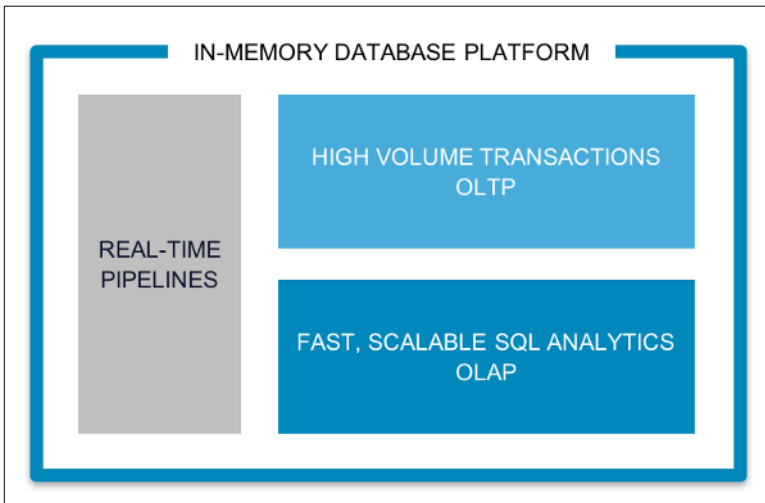 IN-MEMORY DATABASE PLATFORM
REAL-TIME
PIPELINES
HIGH VOLUME TRANSACTIONS
OLTP
FAST, SCALABLE SQL ANALYTICS
OLAP